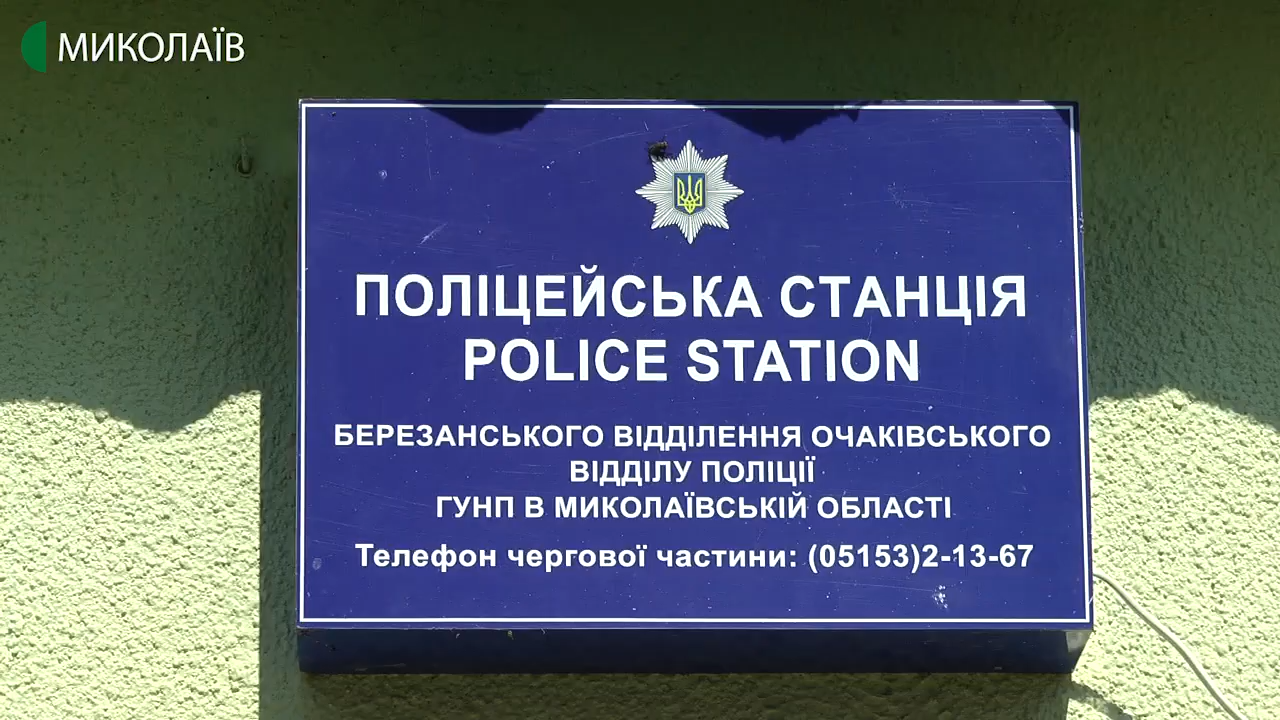 МИКОЛАЇВ
ПОЛІЦЕЙСЬКА СТАНЦІЯ
POLICE STATION
БЕРЕЗАНСЬКОГО ВІДДІЛЕННЯ ОЧАКІВСЬКОГО
ВІДДІЛУ ПОЛІЦІЇ
ГУНП В МИКОЛАЇВСЬКІЙ ОБЛАСТІ
Телефон чергової частини: (05153)2-13-67